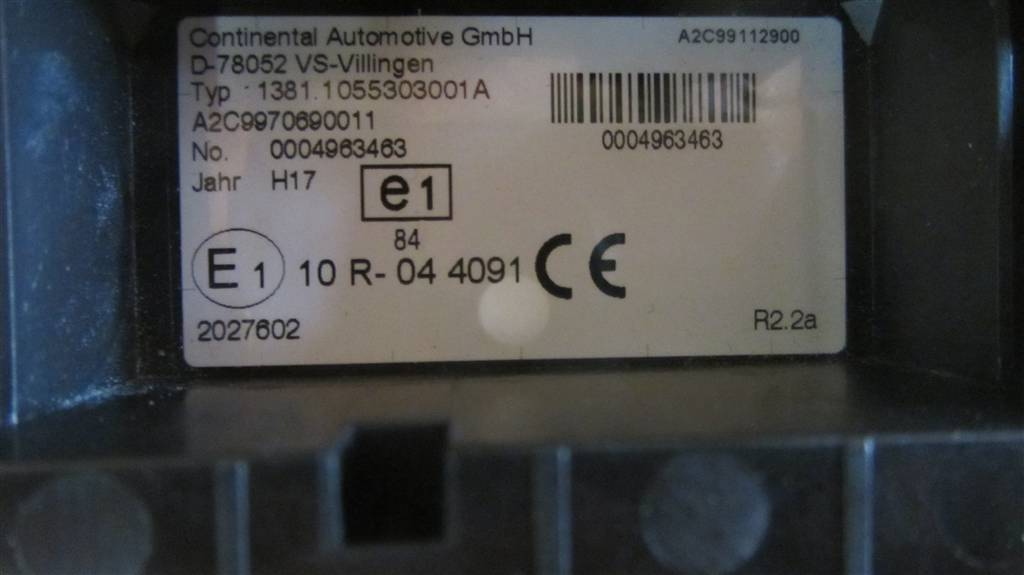 Continental Automotive GmbH
A2C99112900
D-78052 VS-Villingen
Typ 1381.1055303001A
A2C9970690011
0004963463
No. 0004963463
Jahr H17
e1
84
E1 10 R-04 4091 CE
2027602
R2.2a